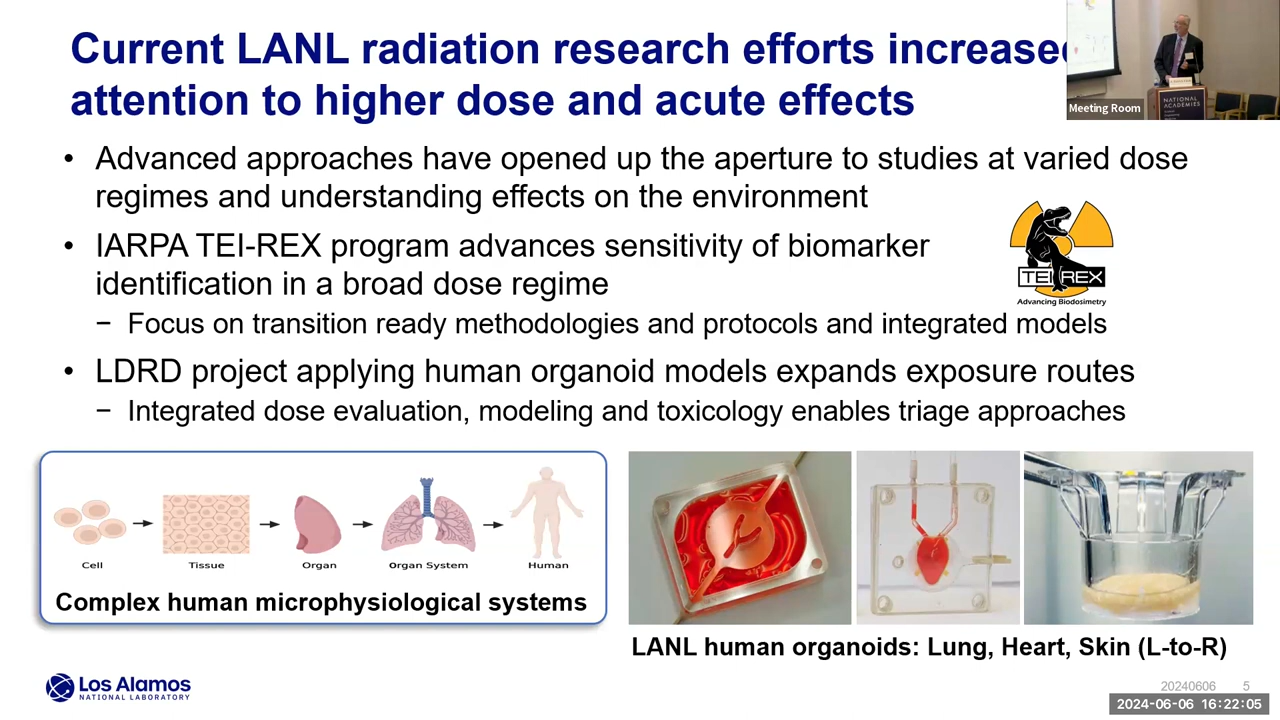 Current LANL radiation research efforts increased
attention to higher dose and acute effects
Meeting Room
NATIONAL
ACADEMIES
• Advanced approaches have opened up the aperture to studies at varied dose
regimes and understanding effects on the environment
• IARPA TEI-REX program advances sensitivity of biomarker
identification in a broad dose regime
TEI REX
Advancing Biodosimetry
− Focus on transition ready methodologies and protocols and integrated models
• LDRD project applying human organoid models expands exposure routes
− Integrated dose evaluation, modeling and toxicology enables triage approaches
Cell Tissue Organ Organ System Human
Complex human microphysiological systems
LANL human organoids: Lung, Heart, Skin (L-to-R)
Los Alamos
NATIONAL LABORATORY
20240606 5
2024-06-06 16:22:05